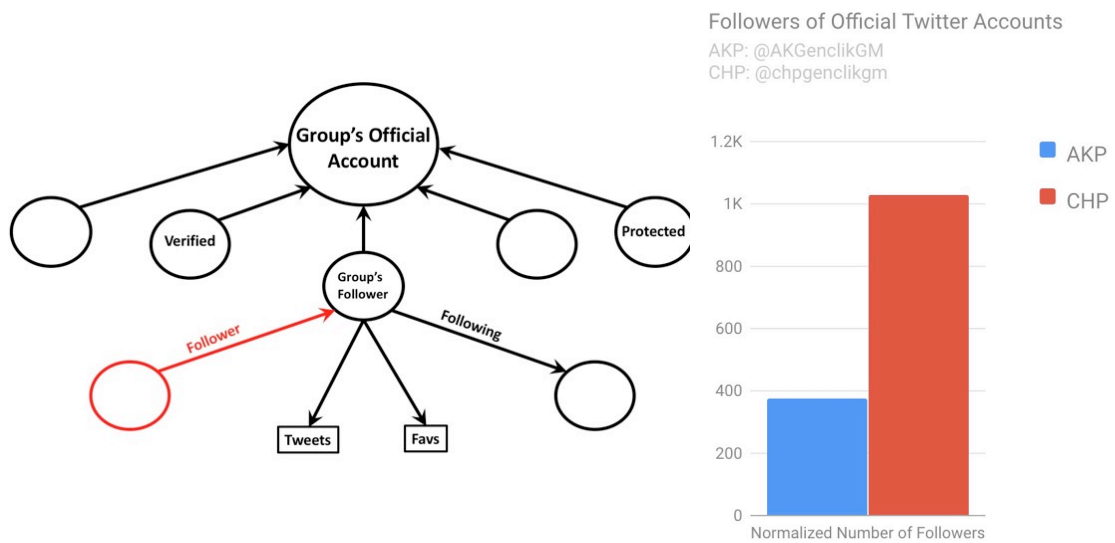 Group's Official
Account
Verified
Protected
Group's
Follower
Follower
Following
Tweets
Favs
Followers of Official Twitter Accounts
AKP: @AKGenclikGM
CHP: @chpgenclikgm
1.2K
1K
800
600
400
200
0
AKP
CHP
Normalized Number of Followers